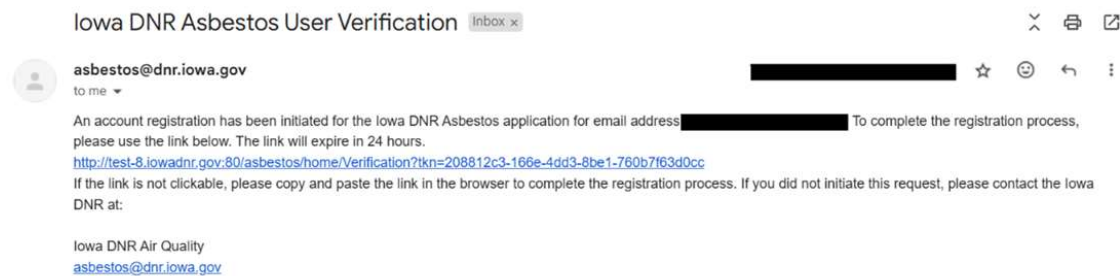 Iowa DNR Asbestos User Verification Inbox x
asbestos@dnr.iowa.gov
to me
An account registration has been initiated for the Iowa DNR Asbestos application for email address To complete the registration process,
please use the link below. The link will expire in 24 hours.
http://test-8.iowadnr.gov:80/asbestos/home/Verification?tkn=208812c3-166e-4dd3-8be1-760b7f63d0cc
If the link is not clickable, please copy and paste the link in the browser to complete the registration process. If you did not initiate this request, please contact the Iowa
DNR at:
Iowa DNR Air Quality
asbestos@dnr.iowa.gov